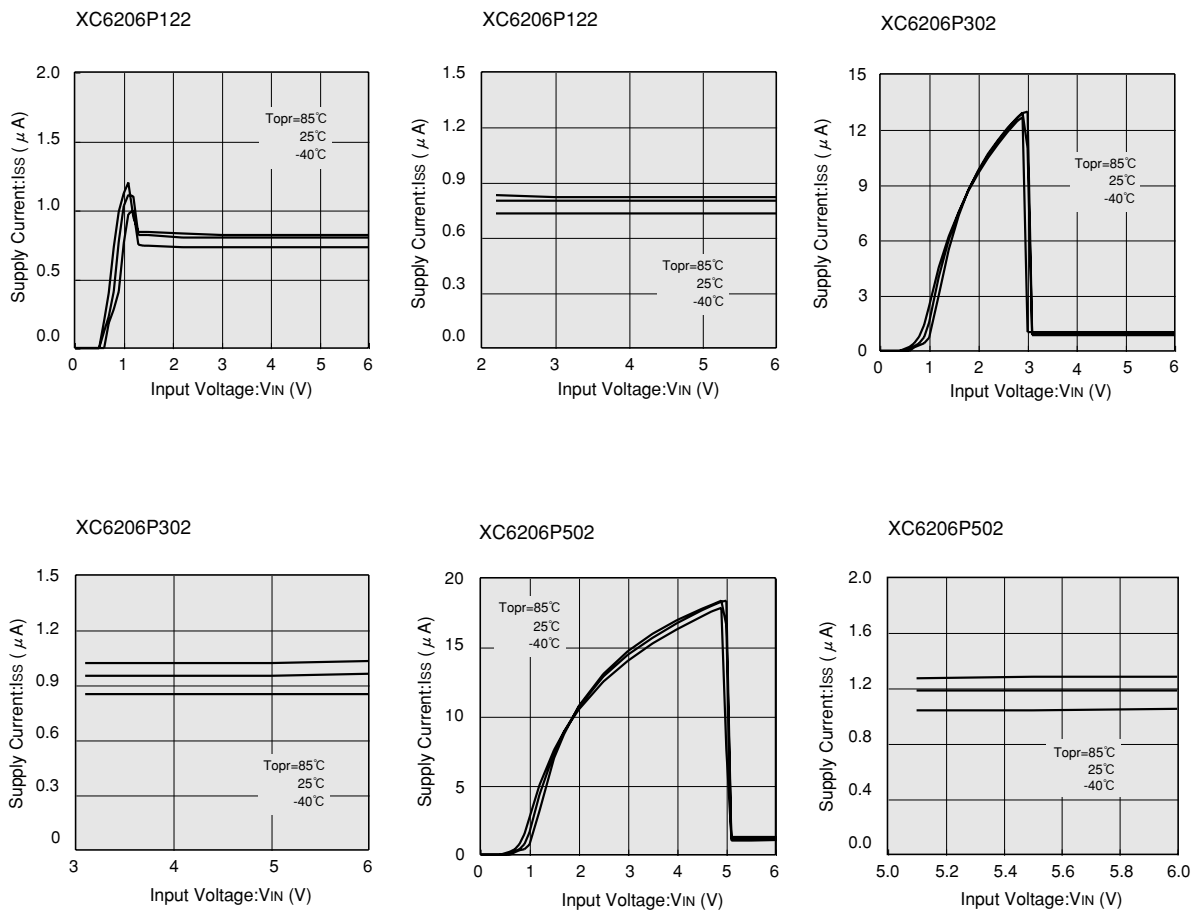 XC6206P122
2.0
1.5
1.0
0.5
0.0
Supply Current:ISS ( μ A)
Topr=85℃
25℃
-40℃
0 1 2 3 4 5 6
Input Voltage:VIN (V)
XC6206P122
1.5
1.2
0.9
0.6
0.3
0.0
Supply Current:ISS ( μ A)
Topr=85℃
25℃
-40℃
2 3 4 5 6
Input Voltage:VIN (V)
XC6206P302
15
12
9
6
3
0
Supply Current:ISS ( μ A)
Topr=85℃
25℃
-40℃
0 1 2 3 4 5 6
Input Voltage:VIN (V)
XC6206P302
1.5
1.2
0.9
0.6
0.3
0
Supply Current:ISS ( μ A)
Topr=85℃
25℃
-40℃
3 4 5 6
Input Voltage:VIN (V)
XC6206P502
20
15
10
5
0
Supply Current:ISS ( μ A)
Topr=85℃
25℃
-40℃
0 1 2 3 4 5 6
Input Voltage:VIN (V)
XC6206P502
2.0
1.6
1.2
0.8
0.4
0.0
Supply Current:ISS ( μ A)
Topr=85℃
25℃
-40℃
5.0 5.2 5.4 5.6 5.8 6.0
Input Voltage:VIN (V)